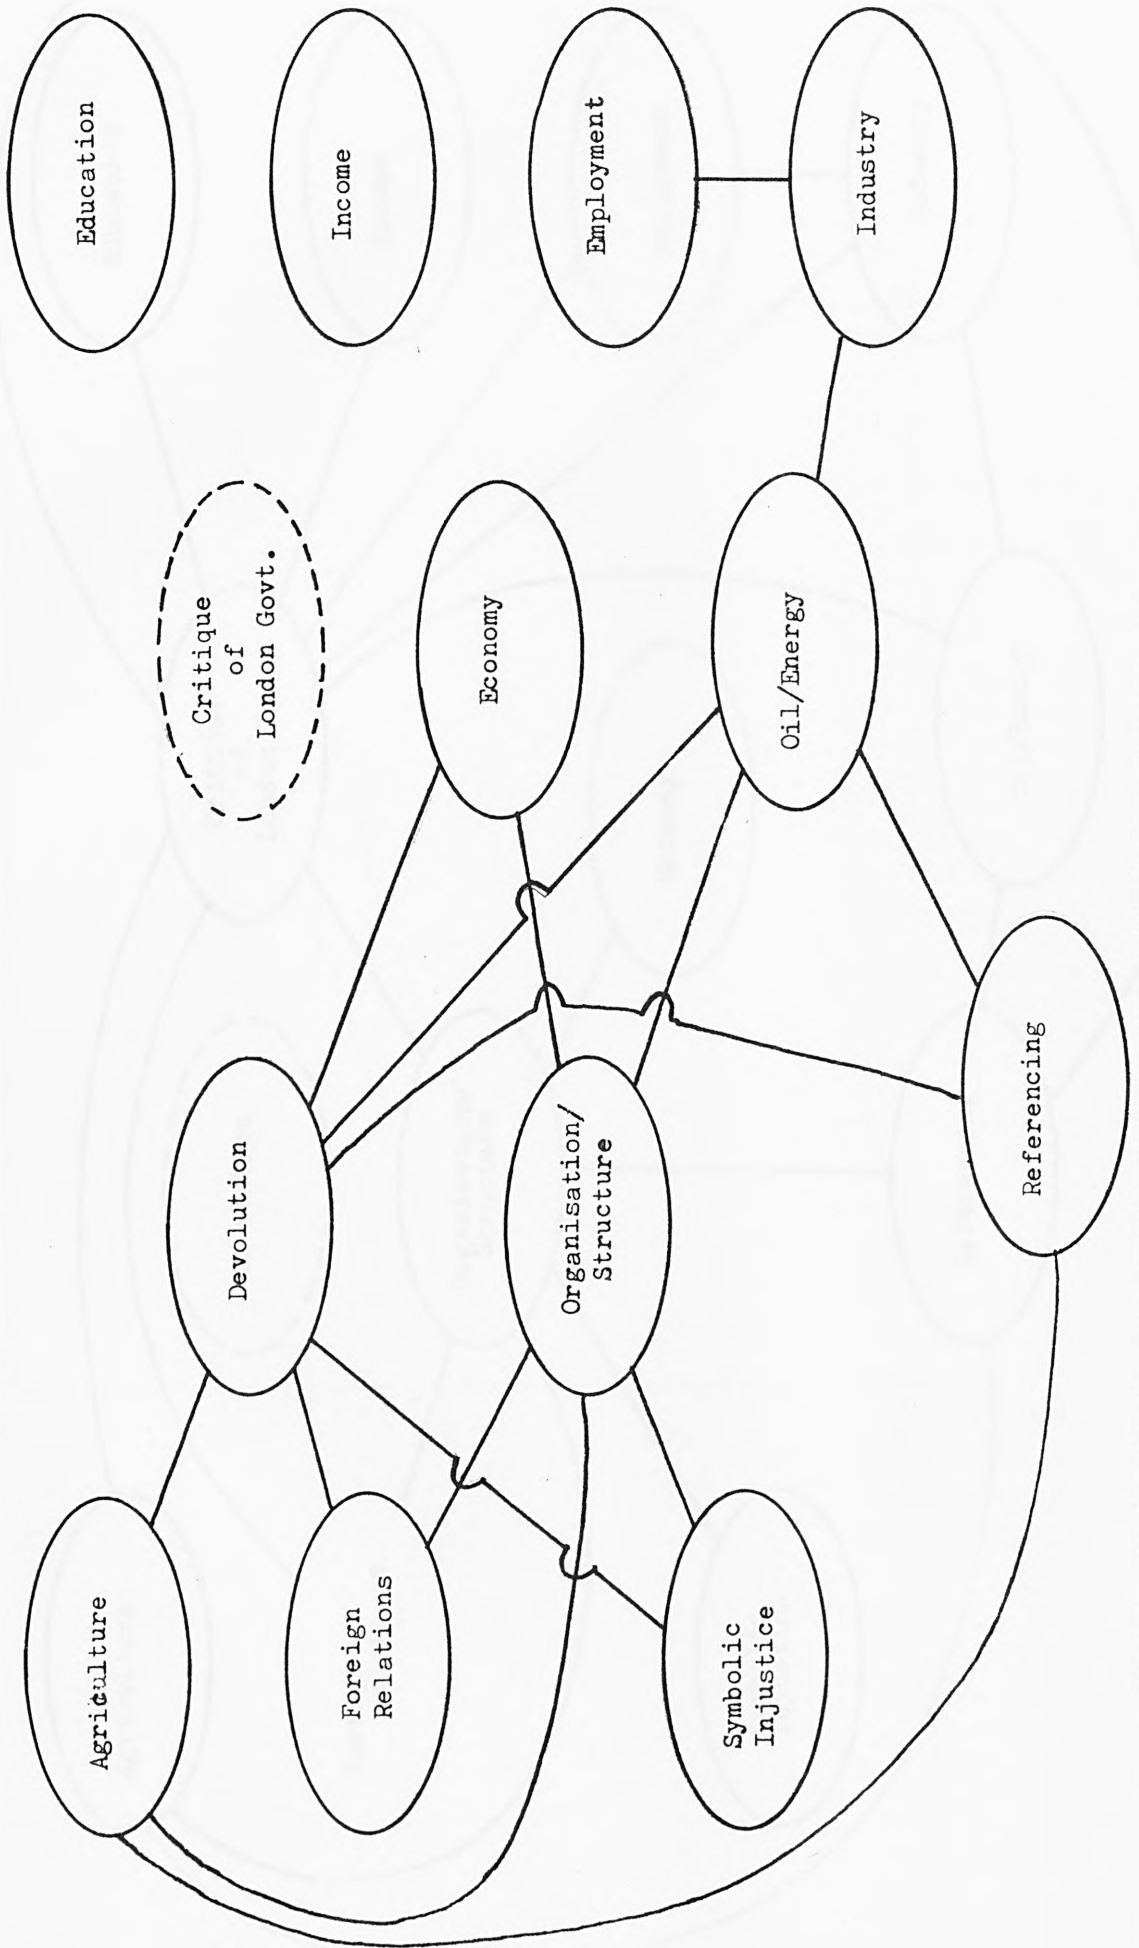 Agriculture
Devolution
Critique
of
London Govt.
Education
Foreign
Relations
Organisation/
Structure
Economy
Income
Employment
Symbolic
Injustice
Oil/Energy
Industry
Referencing